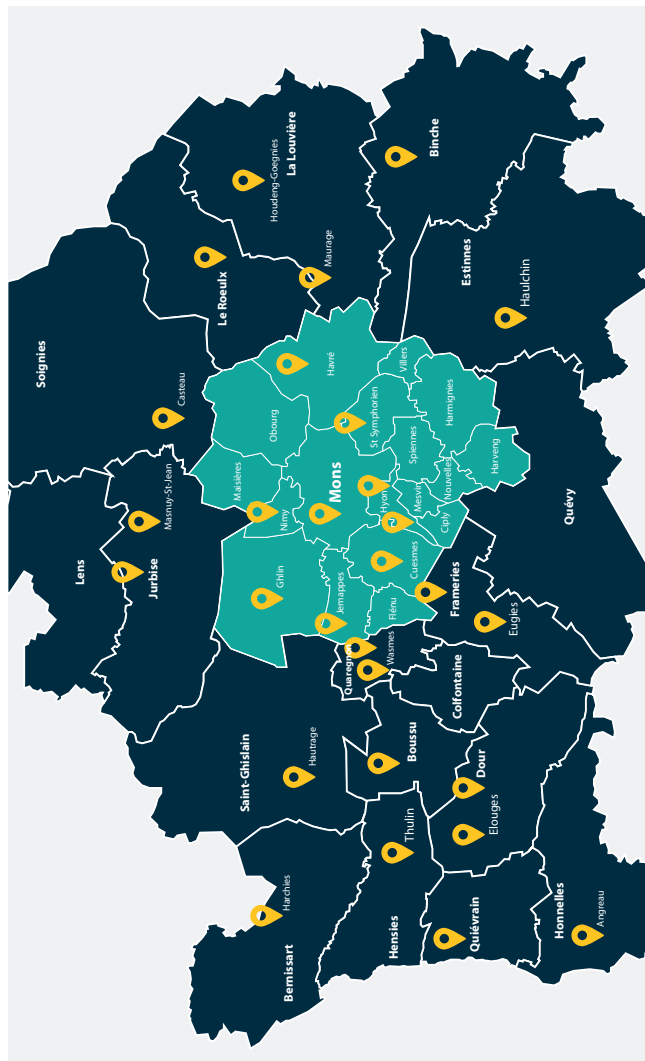 Soignies
Lens
Jurbise
Masnuy-St-Jean
Casteau
Le Roeulx
Houdeng-Goegnies
La Louvière
Maurage
Binche
Estinnes
Haulchin
Saint-Ghislain
Hautrage
Bernissart
Harchies
Ghlin
Maisières
Nimy
Obourg
Havré
Mons
Jemappes
St Symphorien
Villers
Hyon
Cuesmes
Flénu
Mesvin
Ciply
Spiennes
Nouvelles
Harmignies
Harveng
Quaregnon
Wasmes
Boussu
Thulin
Hensies
Colfontaine
Frameries
Eugies
Dour
Elouges
Quiévrain
Honnelles
Angreau
Quévy